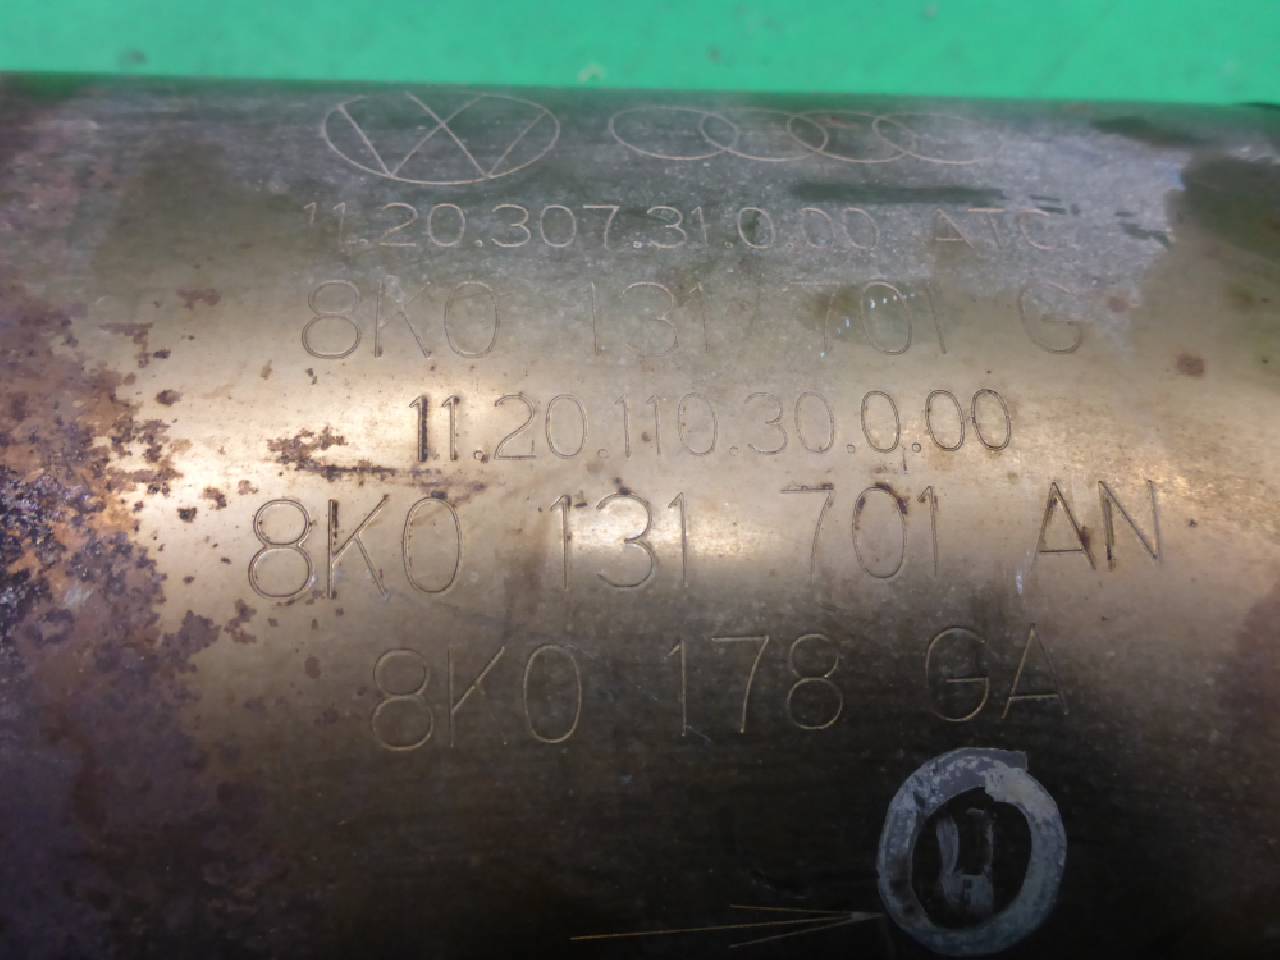 11.20.307.31.0.00 ATC.
8K0 131 701 G
11.20.110.30.0.00
8K0 131 701 AN
8K0 178 GA